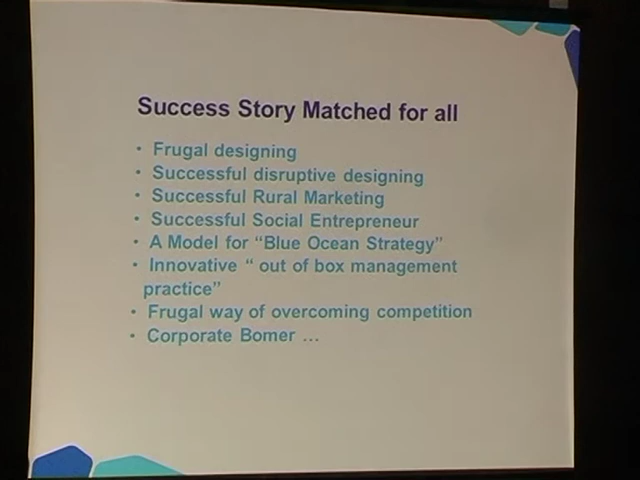 Success Story Matched for all
• Frugal designing
• Successful disruptive designing
• Successful Rural Marketing
• Successful Social Entrepreneur
• A Model for “Blue Ocean Strategy”
• Innovative “ out of box management
practice”
• Frugal way of overcoming competition
• Corporate Bomer ...